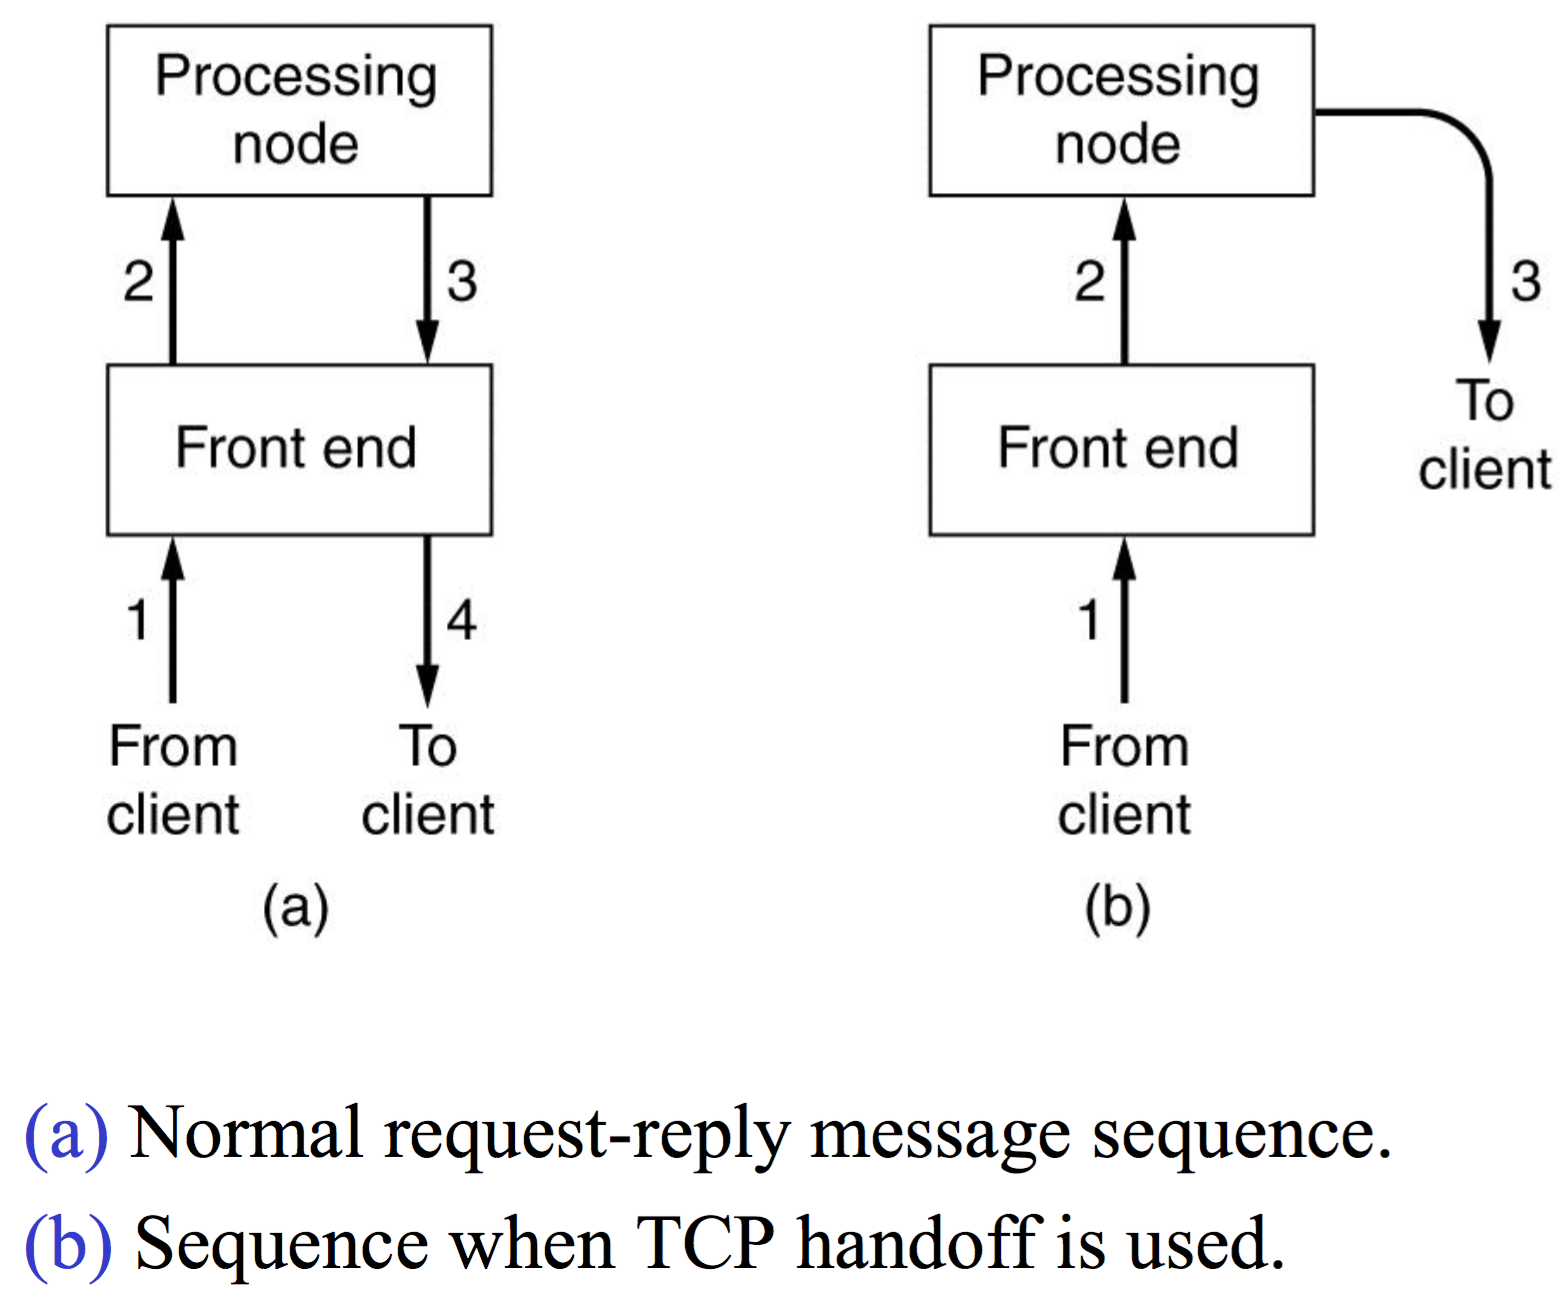 Processing
node
2
3
Front end
1
4
From
client
To
client
(a)
Processing
node
2
3
To
client
Front end
1
From
client
(b)
(a) Normal request-reply message sequence.
(b) Sequence when TCP handoff is used.